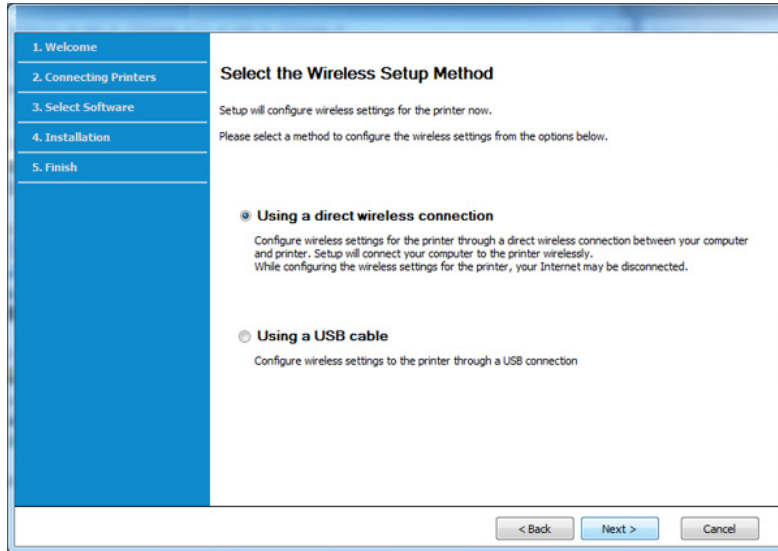 1. Welcome
2. Connecting Printers
3. Select Software
4. Installation
5. Finish
Select the Wireless Setup Method
Setup will configure wireless settings for the printer now.
Please select a method to configure the wireless settings from the options below.
Using a direct wireless connection
Configure wireless settings for the printer through a direct wireless connection between your computer
and printer. Setup will connect your computer to the printer wirelessly.
While configuring the wireless settings for the printer, your Internet may be disconnected.
Using a USB cable
Configure wireless settings to the printer through a USB connection
< Back
Next >
Cancel